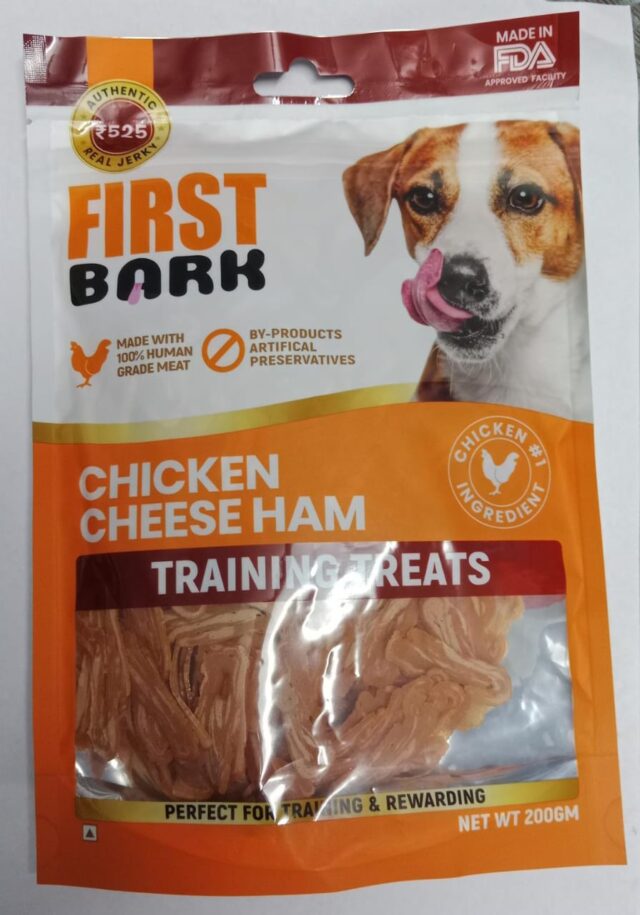 MADE IN
FDA
APPROVED FACILITY
AUTHENTIC
₹525
REAL JERKY
FIRST
BARK
MADE WITH
100% HUMAN
GRADE MEAT
BY-PRODUCTS
ARTIFICAL
PRESERVATIVES
CHICKEN #1
INGREDIENT
CHICKEN
CHEESE HAM
TRAINING TREATS
PERFECT FOR TRAINING & REWARDING
NET WT 200GM